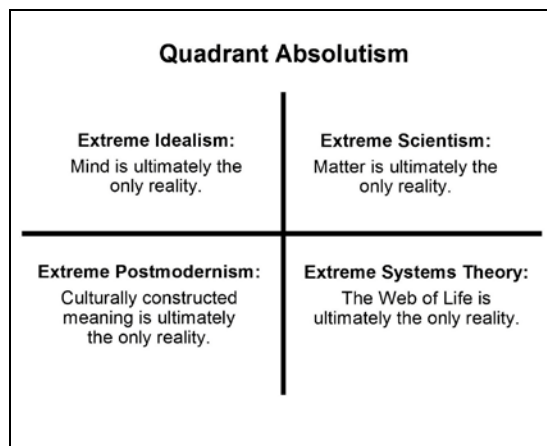 Quadrant Absolutism
Extreme Idealism:
Mind is ultimately the
only reality.
Extreme Scientism:
Matter is ultimately the
only reality.
Extreme Postmodernism:
Culturally constructed
meaning is ultimately
the only reality.
Extreme Systems Theory:
The Web of Life is
ultimately the only reality.